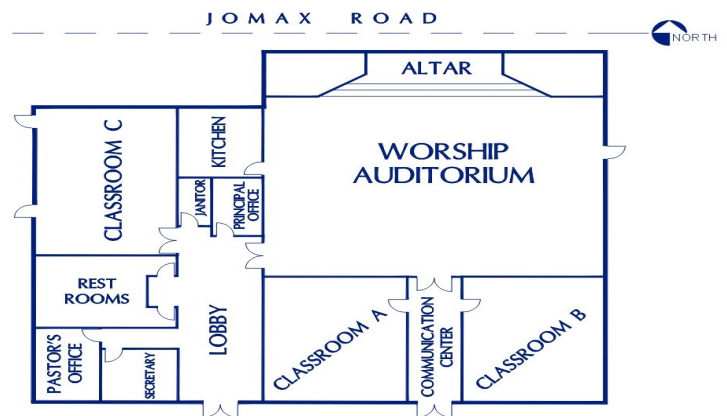 JOMAX ROAD
NORTH
ALTAR
WORSHIP
AUDITORIUM
KITCHEN
CLASSROOM C
JANITOR
PRINCIPAL
OFFICE
REST
ROOMS
LOBBY
PASTOR'S
OFFICE
SECRETARY
CLASSROOM A
COMMUNICATION
CENTER
CLASSROOM B